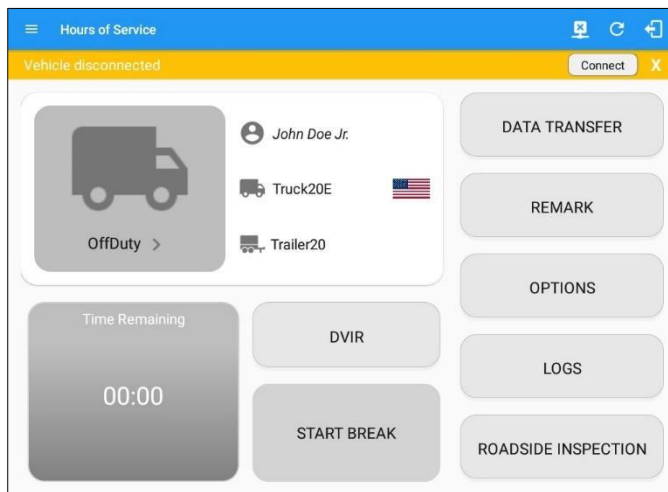 Hours of Service
Vehicle disconnected
Connect
X
John Doe Jr.
Truck20E
OffDuty >
Trailer20
DATA TRANSFER
REMARK
OPTIONS
LOGS
ROADSIDE INSPECTION
Time Remaining
00:00
DVIR
START BREAK